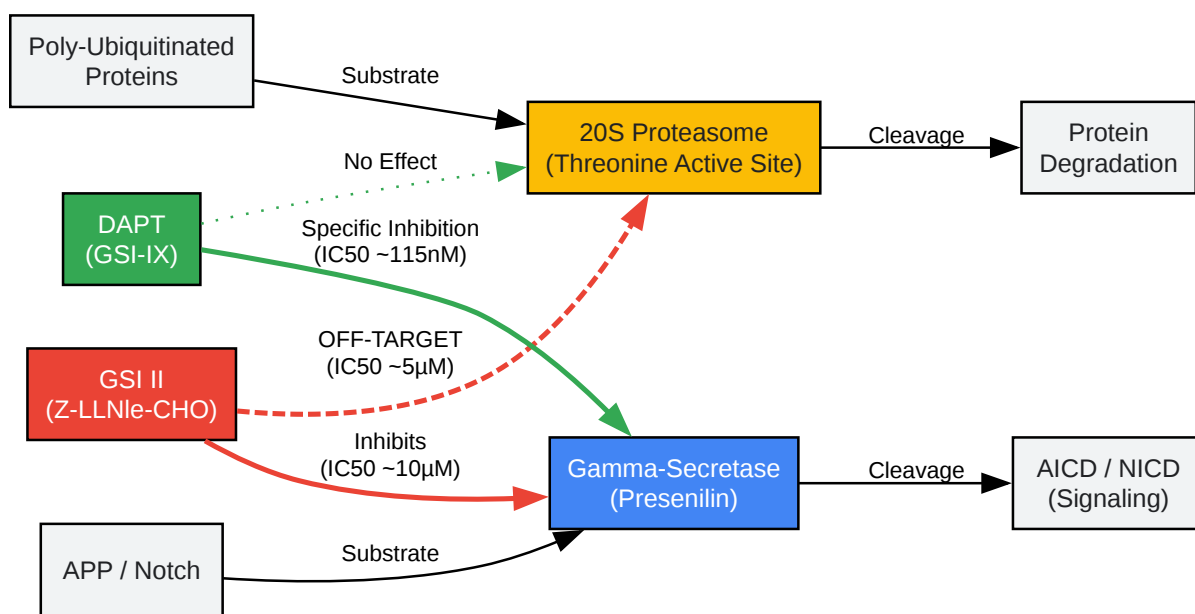 Poly-Ubiquitinated
Proteins
Substrate
20S Proteasome
(Threonine Active Site)
Cleavage
Protein
Degradation
No Effect
DAPT
(GSI-IX)
Specific Inhibition
(IC50 ~115nM)
OFF-TARGET
(IC50 ~5µM)
GSI II
(Z-LLNle-CHO)
Inhibits
(IC50 ~10µM)
Gamma-Secretase
(Presenilin)
Cleavage
AICD / NICD
(Signaling)
Substrate
APP / Notch